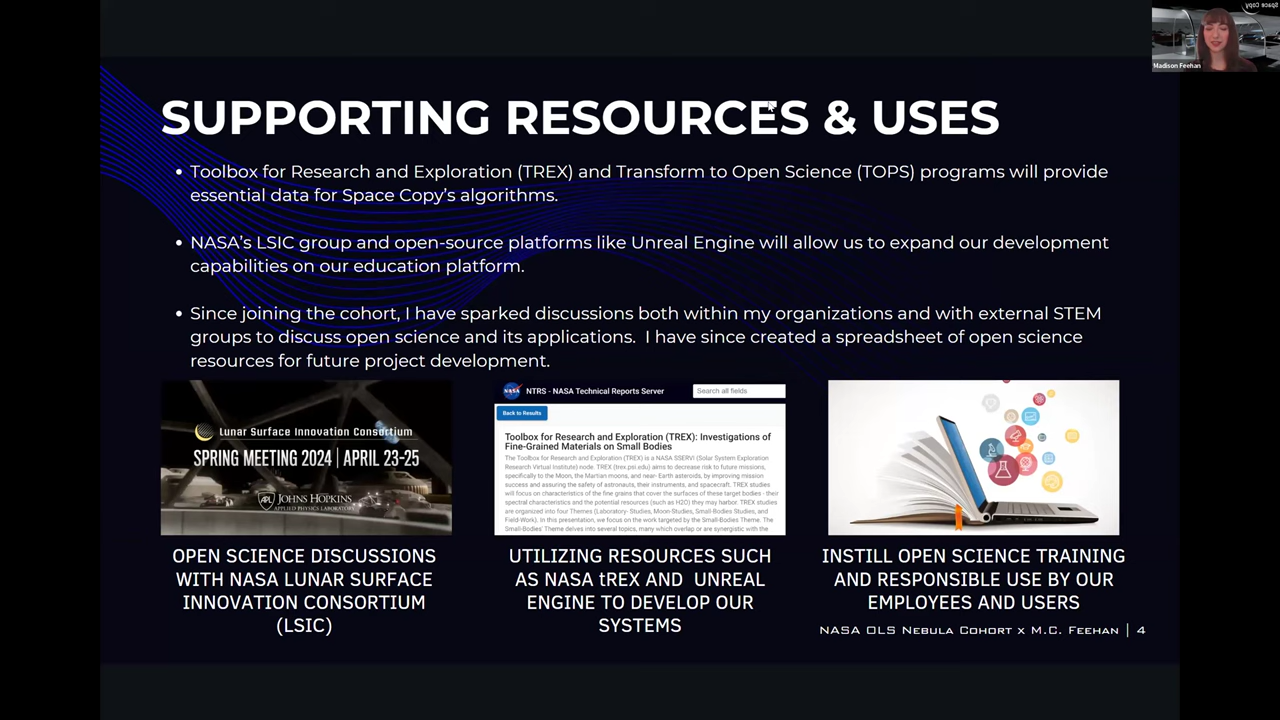 Space Copy
Madison Feehan
SUPPORTING RESOURCES & USES
• Toolbox for Research and Exploration (TREX) and Transform to Open Science (TOPS) programs will provide
essential data for Space Copy's algorithms.
• NASA's LSIC group and open-source platforms like Unreal Engine will allow us to expand our development
capabilities on our education platform.
• Since joining the cohort, I have sparked discussions both within my organizations and with external STEM
groups to discuss open science and its applications.  I have since created a spreadsheet of open science
resources for future project development.
Lunar Surface Innovation Consortium
SPRING MEETING 2024 | APRIL 23-25
APL
JOHNS HOPKINS
APPLIED PHYSICS LABORATORY
OPEN SCIENCE DISCUSSIONS
WITH NASA LUNAR SURFACE
INNOVATION CONSORTIUM
(LSIC)
NASA
NTRS - NASA Technical Reports Server
Search all fields
Back to Results
Toolbox for Research and Exploration (TREX): Investigations of
Fine-Grained Materials on Small Bodies
The Toolbox for Research and Exploration (TREX) is a NASA SSERVI (Solar System Exploration
Research Virtual Institute) node. TREX (trex.psi.edu) aims to decrease risk to future missions,
specifically to the Moon, the Martian moons, and near-Earth asteroids, by improving mission
success and assuring the safety of astronauts, their instruments, and spacecraft. TREX studies
will focus on characteristics of the fine grains that cover the surfaces of these target bodies - their
spectral characteristics and the potential resources (such as H2O) they may harbor. TREX studies
are organized into four Themes (Laboratory-Studies, Moon-Studies, Small-Bodies Studies, and
Field-Work). In this presentation, we focus on the work targeted by the Small-Bodies Theme. The
Small-Bodies' Theme delves into several topics, many which overlap or are synergistic with the
UTILIZING RESOURCES SUCH
AS NASA tREX AND  UNREAL
ENGINE TO DEVELOP OUR
SYSTEMS
INSTILL OPEN SCIENCE TRAINING
AND RESPONSIBLE USE BY OUR
EMPLOYEES AND USERS
NASA OLS Nebula Cohort x M.C. Feehan | 4